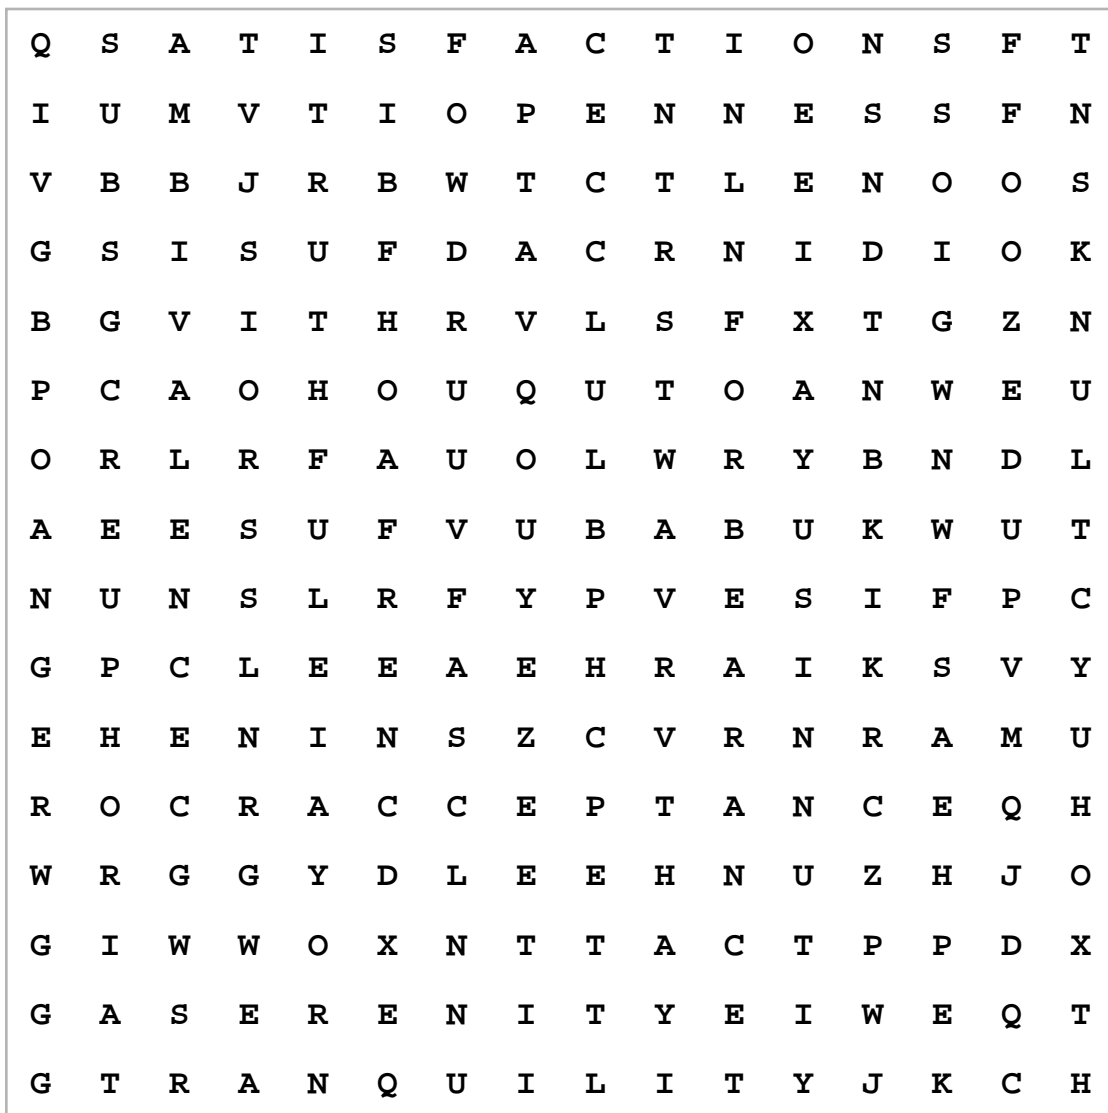 Q S A T I S F A C T I O N S F T
I U M V T I O P E N N E S S F N
V B B J R B W T C T L E N O O S
G S I S U F D A C R N I D I O K
B G V I T H R V L S F X T G Z N
P C A O H O U Q U T O A N W E U
O R L R F A U O L W R Y B N D L
A E E S U F V U B A B U K W U T
N U N S L R F Y P V E S I F P C
G P C L E E A E H R A I K S V Y
E H E N I N S Z C V R N R A M U
R O C R A C C E P T A N C E Q H
W R G G Y D L E E H N U Z H J O
G I W W O X N T T A C T P P D X
G A S E R E N I T Y E I W E Q T
G T R A N Q U I L I T Y J K C H